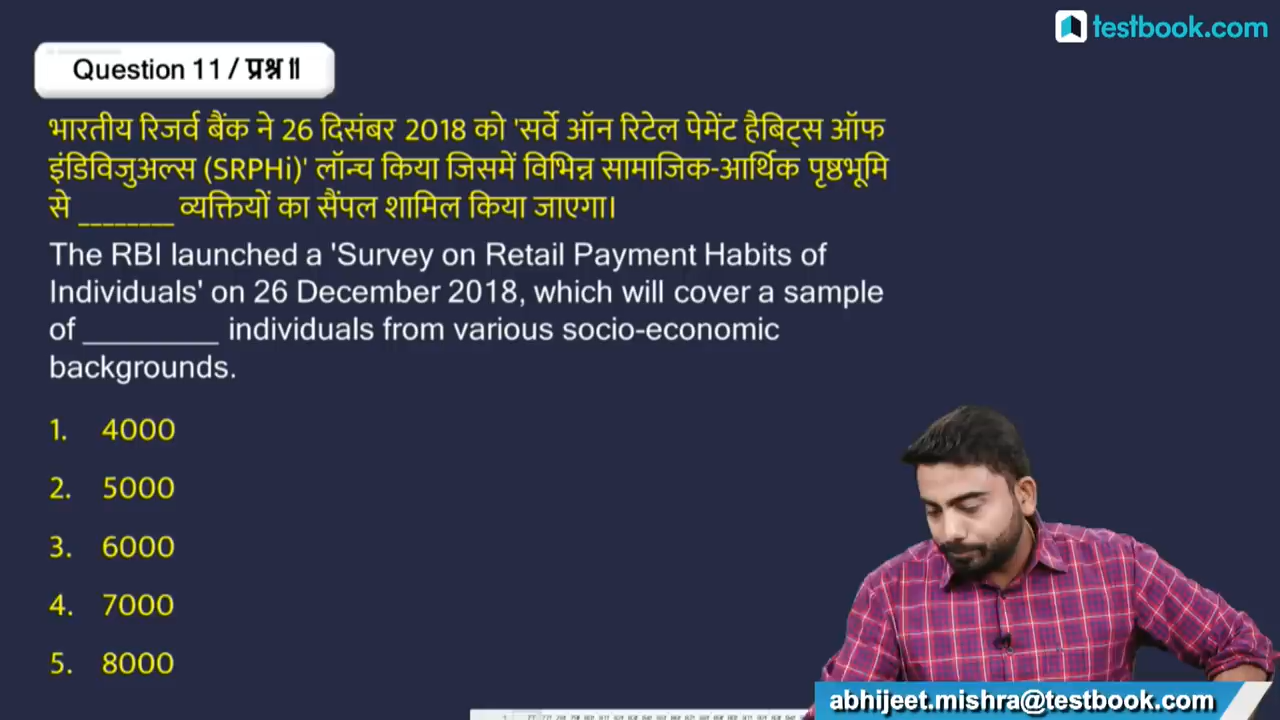 testbook.com
Question 11 / प्रश्न॥
भारतीय रिजर्व बैंक ने 26 दिसंबर 2018 को 'सर्वे ऑन रिटेल पेमेंट हैबिट्स ऑफ
इंडिविजुअल्स (SRPHi)' लॉन्च किया जिसमें विभिन्न सामाजिक-आर्थिक पृष्ठभूमि
से ________ व्यक्तियों का सैंपल शामिल किया जाएगा।
The RBI launched a 'Survey on Retail Payment Habits of
Individuals' on 26 December 2018, which will cover a sample
of ________ individuals from various socio-economic
backgrounds.
1. 4000
2. 5000
3. 6000
4. 7000
5. 8000
abhijeet.mishra@testbook.com